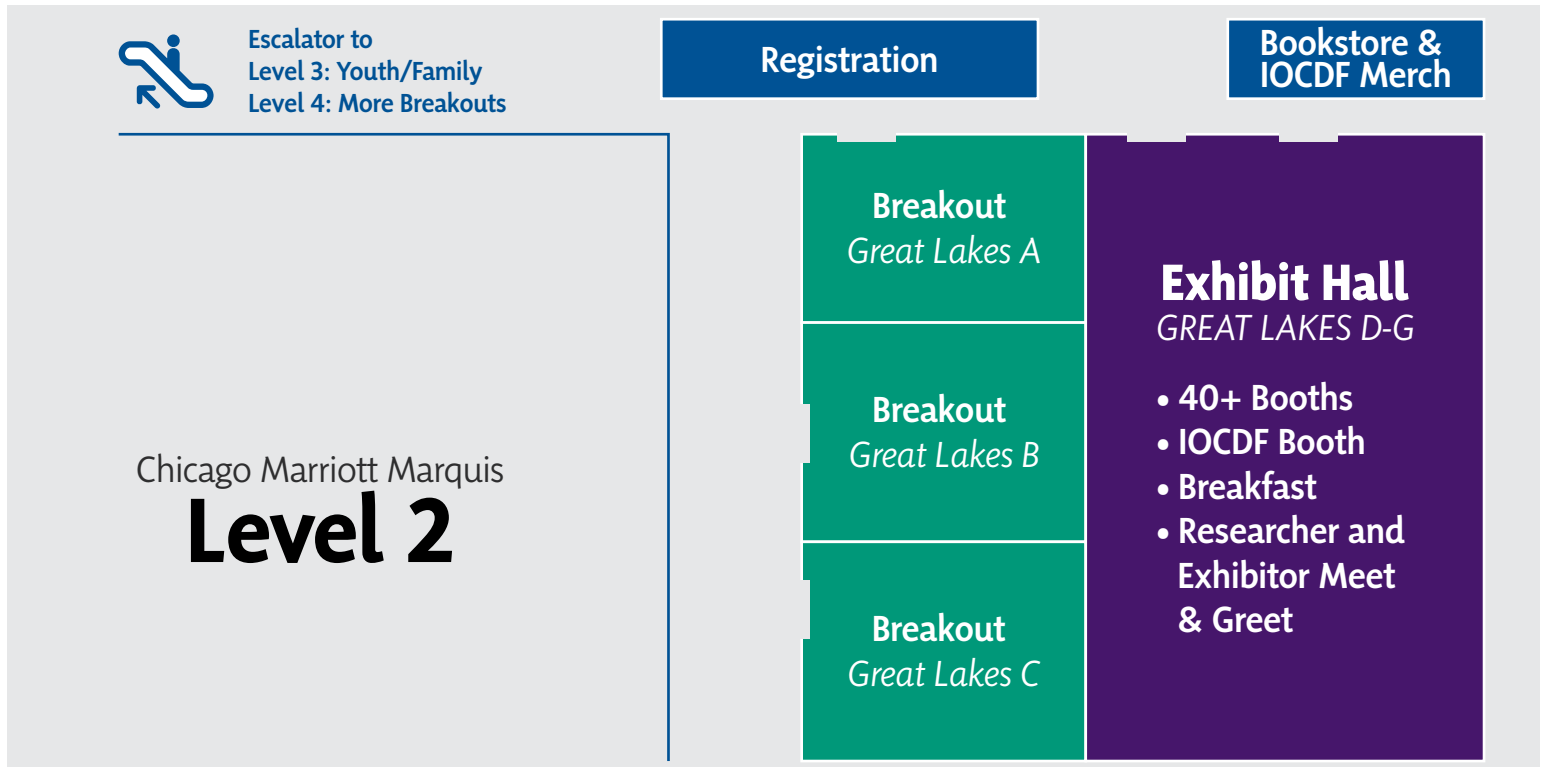 Escalator to
Level 3: Youth/Family
Level 4: More Breakouts
Registration
Bookstore &
IOCDF Merch
Breakout
Great Lakes A
Breakout
Great Lakes B
Breakout
Great Lakes C
Exhibit Hall
GREAT LAKES D-G
• 40+ Booths
• IOCDF Booth
• Breakfast
• Researcher and
Exhibitor Meet
& Greet
Chicago Marriott Marquis
Level 2